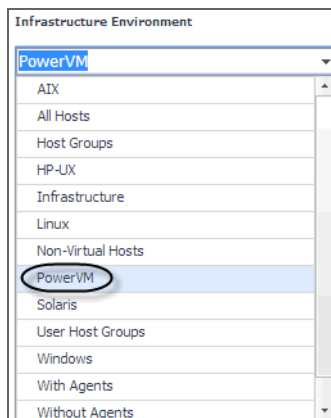 Infrastructure Environment
PowerVM
AIX
All Hosts
Host Groups
HP-UX
Infrastructure
Linux
Non-Virtual Hosts
PowerVM
Solaris
User Host Groups
Windows
With Agents
Without Agents